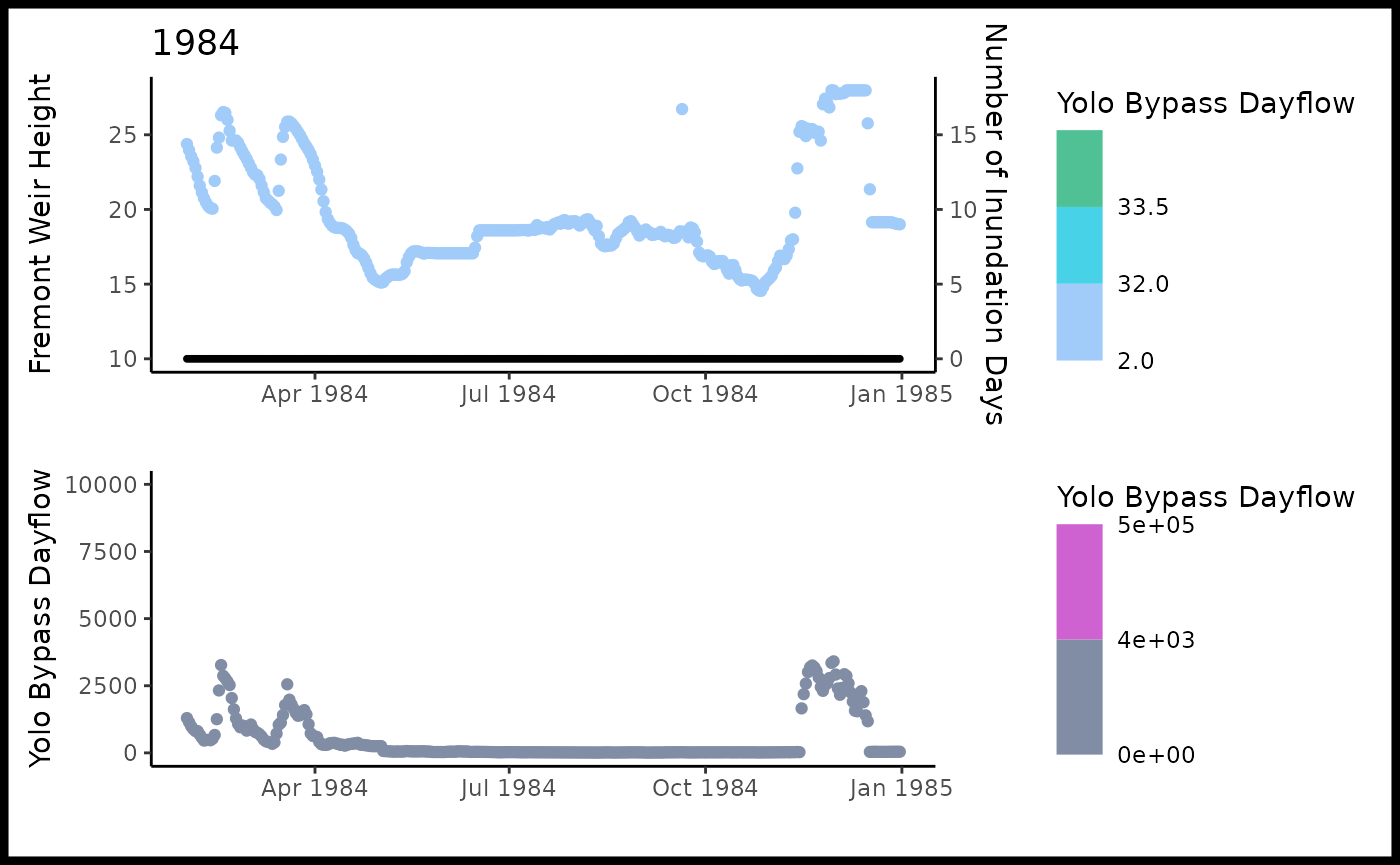 1984
Fremont Weir Height
25
20
15
10
Number of Inundation Days
15
10
5
0
Apr 1984
Jul 1984
Oct 1984
Jan 1985
Yolo Bypass Dayflow
33.5
32.0
2.0
Yolo Bypass Dayflow
10000
7500
5000
2500
0
Apr 1984
Jul 1984
Oct 1984
Jan 1985
Yolo Bypass Dayflow
5e+05
4e+03
0e+00